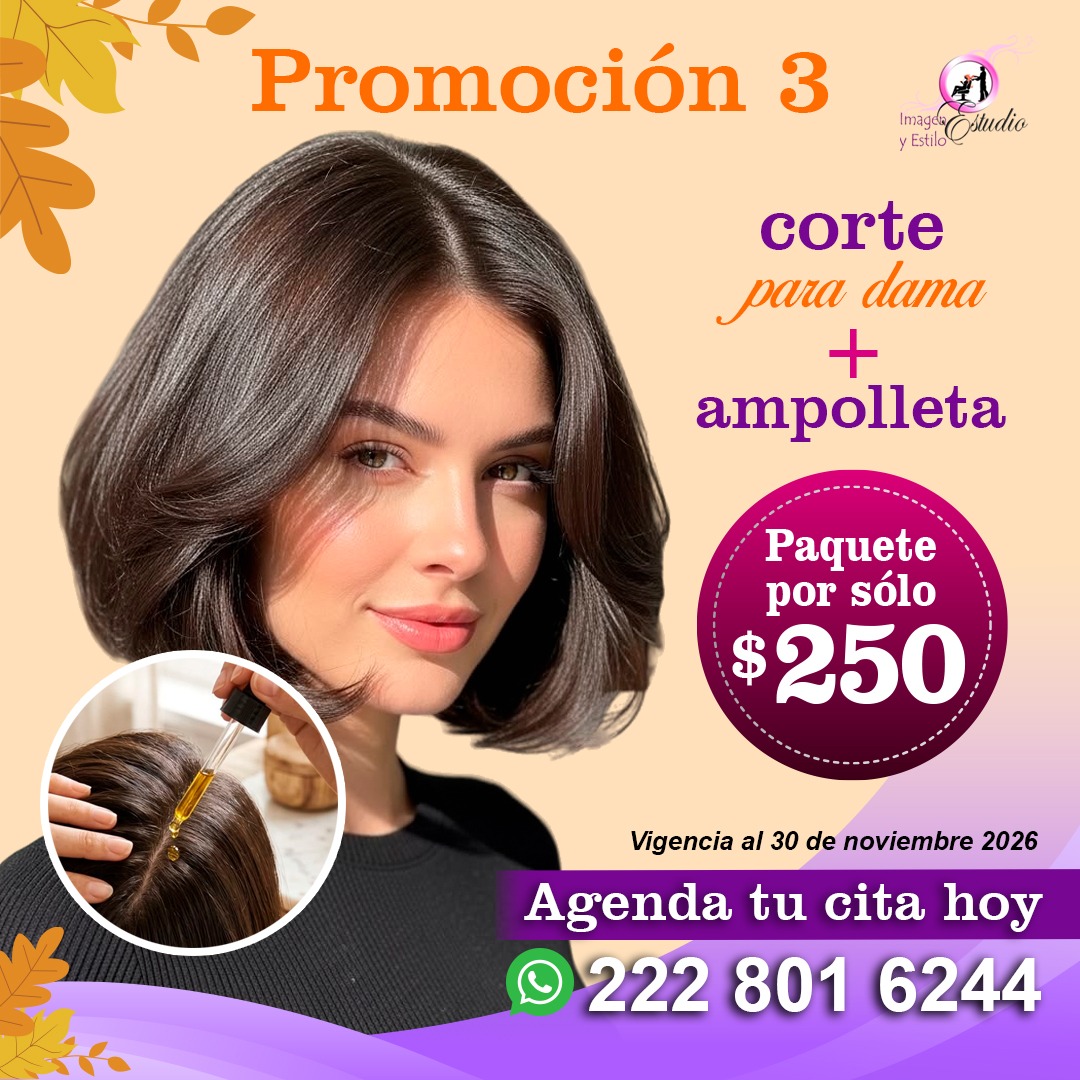 Promoción 3
Imagen
y Estilo
Estudio
corte
para dama
+
ampolleta
Paquete
por sólo
$250
Vigencia al 30 de noviembre 2026
Agenda tu cita hoy
222 801 6244